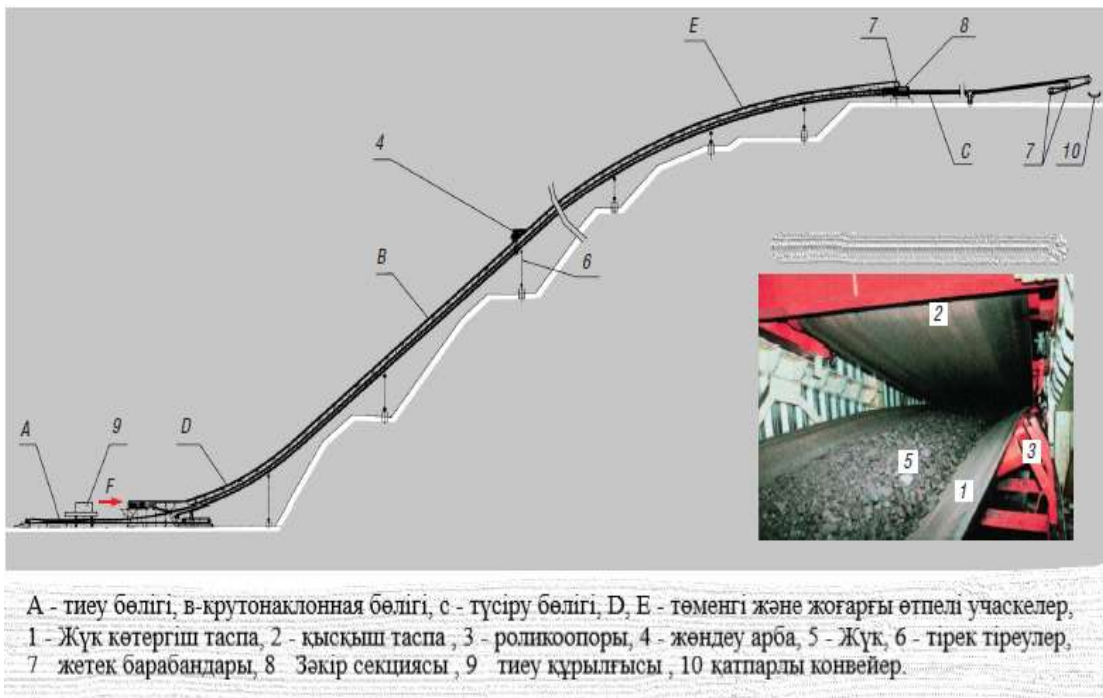 E
7
8
4
C
7
10
B
6
2
A
9
D
F
5
3
1
A - тиеу бөлігі, в-крутонаклонная бөлігі, с - түсіру бөлігі, D, E - төменгі және жоғарғы өтпелі учаскелер,
1 - Жүк көтергіш таспа, 2 - қысқыш таспа , 3 - роликоопоры, 4 - жөндеу арба, 5 - Жүк, 6 - тірек тіреулер,
7 жетек барабандары, 8 Зәкір секциясы , 9 тиеу құрылғысы , 10 қатпарлы конвейер.